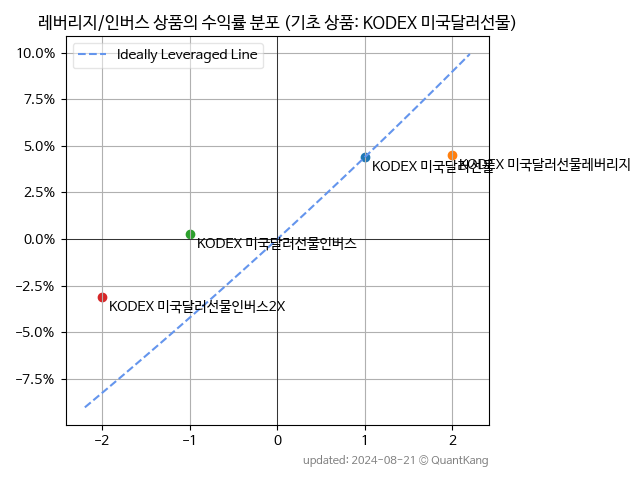 레버리지/인버스 상품의 수익률 분포 (기초 상품: KODEX 미국달러선물)
10.0%
Ideally Leveraged Line
7.5%
5.0%
KODEX 미국달러선물
KODEX 미국달러선물레버리지
2.5%
0.0%
KODEX 미국달러선물인버스
−2.5%
KODEX 미국달러선물인버스2X
−5.0%
−7.5%
−2 −1 0 1 2
updated: 2024-08-21 © QuantKang